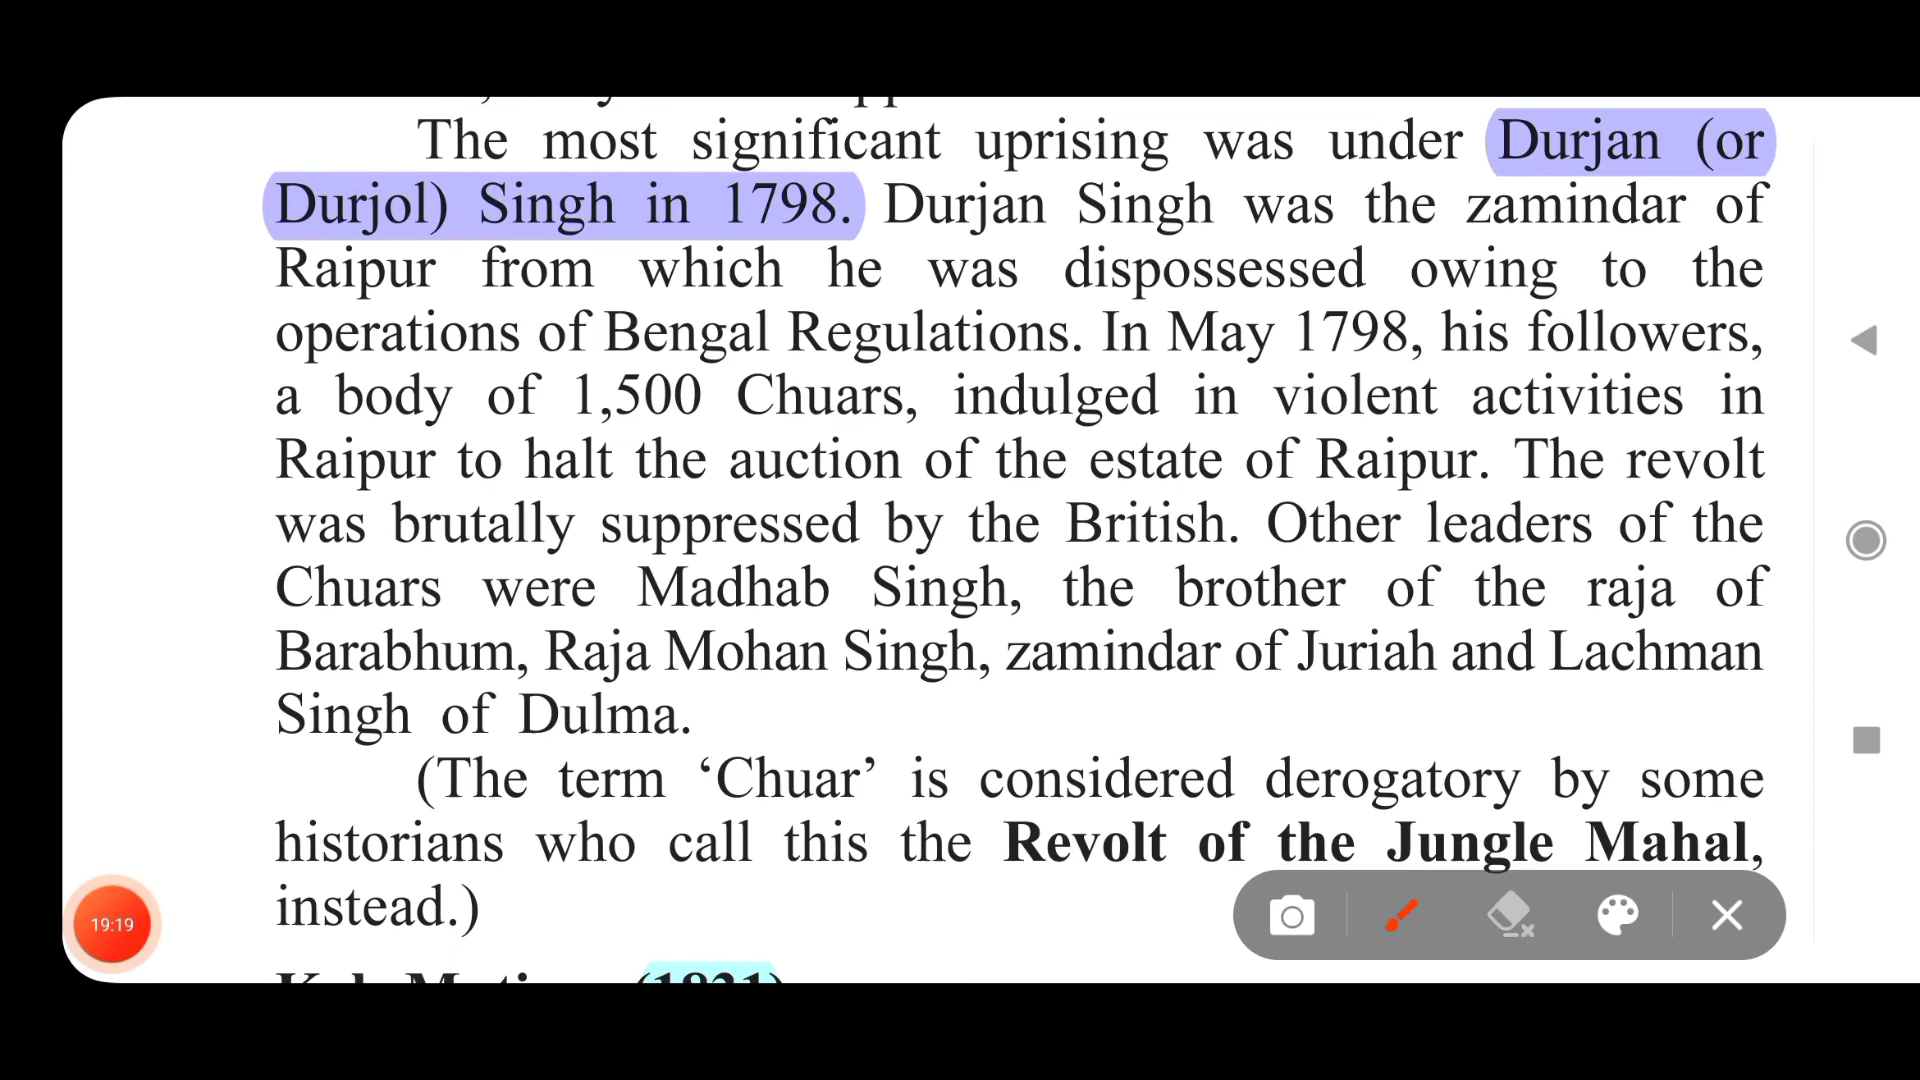 The most significant uprising was under Durjan (or
Durjol) Singh in 1798. Durjan Singh was the zamindar of
Raipur from which he was dispossessed owing to the
operations of Bengal Regulations. In May 1798, his followers,
a body of 1,500 Chuars, indulged in violent activities in
Raipur to halt the auction of the estate of Raipur. The revolt
was brutally suppressed by the British. Other leaders of the
Chuars were Madhab Singh, the brother of the raja of
Barabhum, Raja Mohan Singh, zamindar of Juriah and Lachman
Singh of Dulma.
(The term ‘Chuar’ is considered derogatory by some
historians who call this the Revolt of the Jungle Mahal,
instead.)
19:19
(1831)